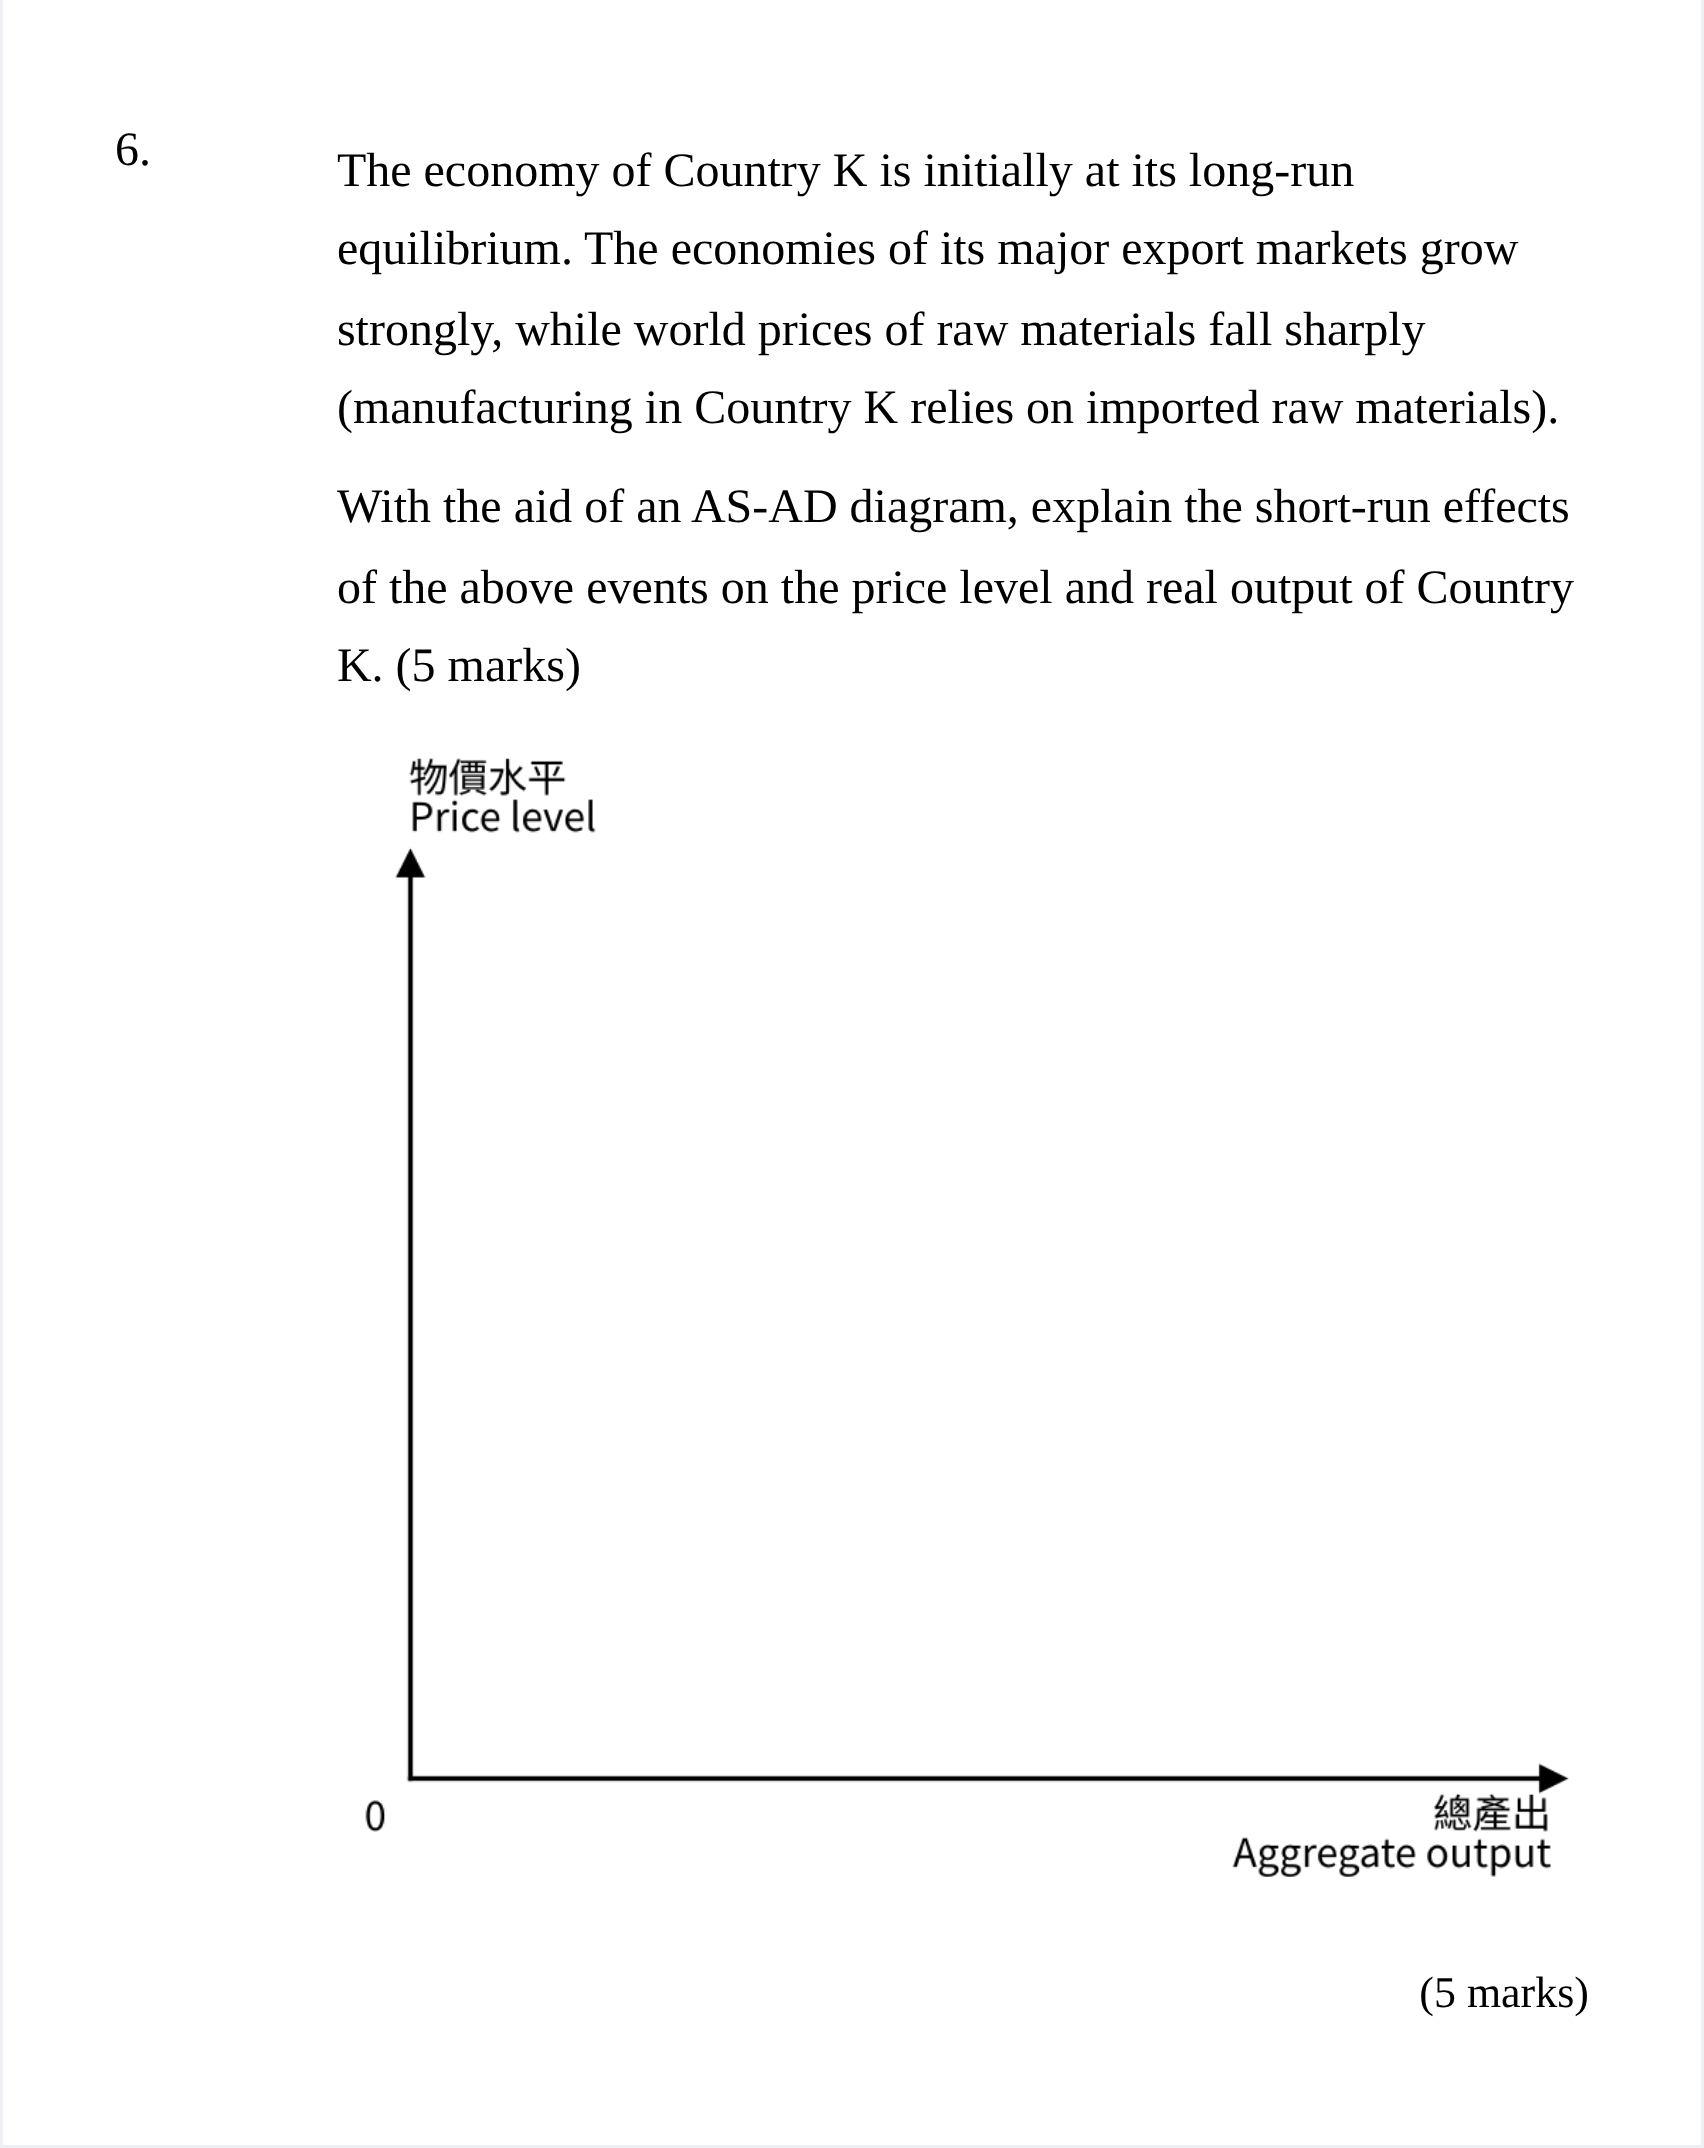 6.
The economy of Country K is initially at its long-run
equilibrium. The economies of its major export markets grow
strongly, while world prices of raw materials fall sharply
(manufacturing in Country K relies on imported raw materials).
With the aid of an AS-AD diagram, explain the short-run effects
of the above events on the price level and real output of Country
K. (5 marks)
物價水平
Price level
0
總產出
Aggregate output
(5 marks)